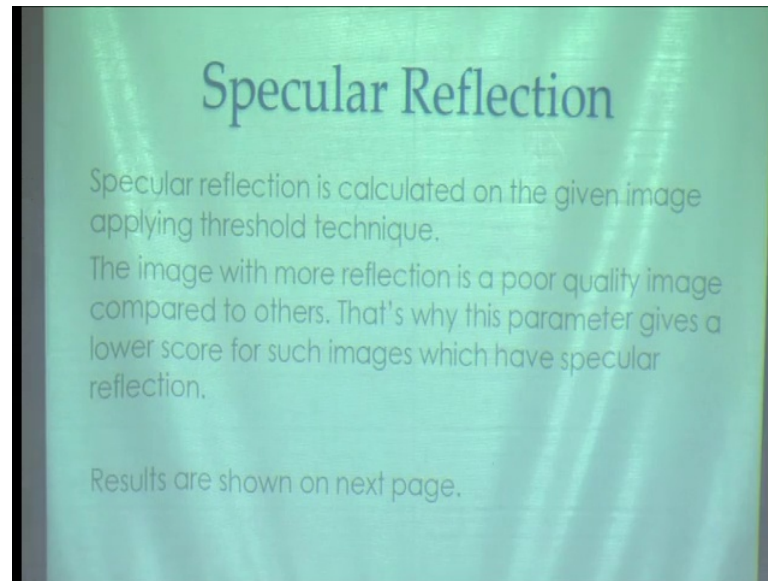 Specular Reflection
Specular reflection is calculated on the given image
applying threshold technique.
The image with more reflection is a poor quality image
compared to others. That's why this parameter gives a
lower score for such images which have specular
reflection.
Results are shown on next page.